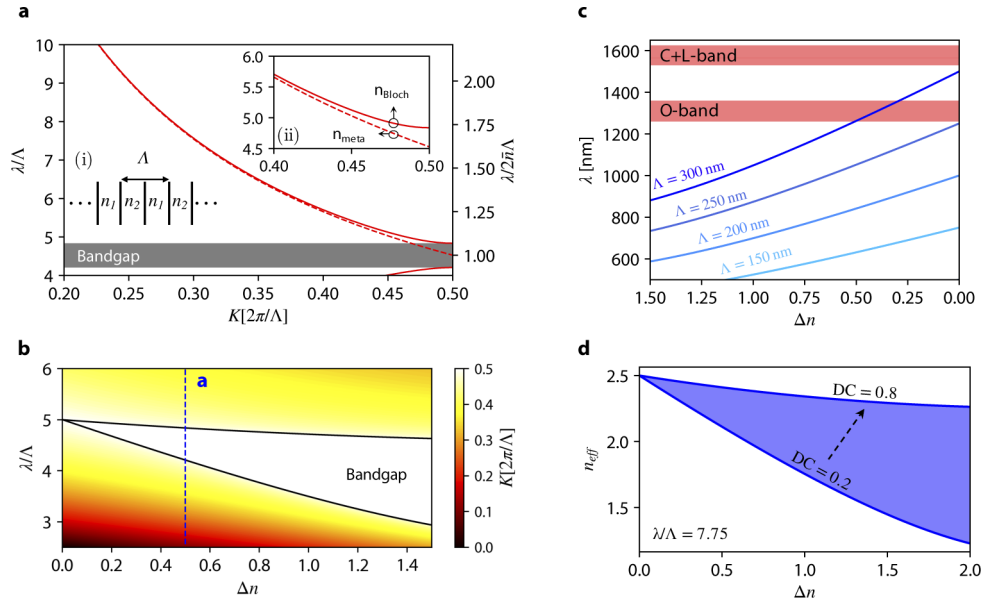 a
10
9
8
7
6
5
4
λ/Λ
0.20
0.25
0.30
0.35
0.40
0.45
0.50
K[2π/Λ]
2.00
1.75
1.50
1.25
1.00
λ/2n̄Λ
(i)
Λ
··· n1 n2 n1 n2 ···
Bandgap
6.0
5.5
5.0
4.5
0.40
0.45
0.50
(ii)
nBloch
nmeta
b
6
5
4
3
λ/Λ
0.0
0.2
0.4
0.6
0.8
1.0
1.2
1.4
Δn
a
Bandgap
0.5
0.4
0.3
0.2
0.1
0.0
K[2π/Λ]
c
1600
1400
1200
1000
800
600
λ [nm]
C+L-band
O-band
Λ = 300 nm
Λ = 250 nm
Λ = 200 nm
Λ = 150 nm
1.50
1.25
1.00
0.75
0.50
0.25
0.00
Δn
d
2.5
2.0
1.5
neff
DC = 0.8
DC = 0.2
λ/Λ = 7.75
0.0
0.5
1.0
1.5
2.0
Δn